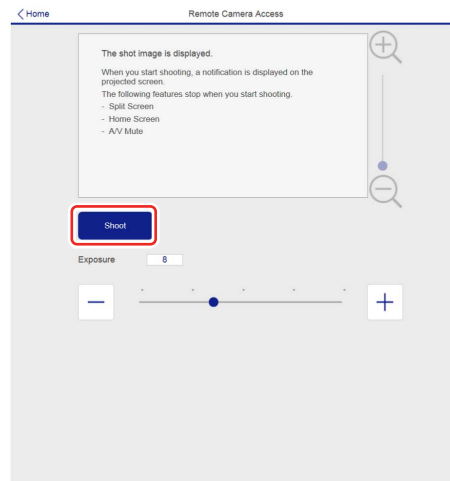 Home
Remote Camera Access
The shot image is displayed.
When you start shooting, a notification is displayed on the
projected screen.
The following features stop when you start shooting.
- Split Screen
- Home Screen
- A/V Mute
Shoot
Exposure 8